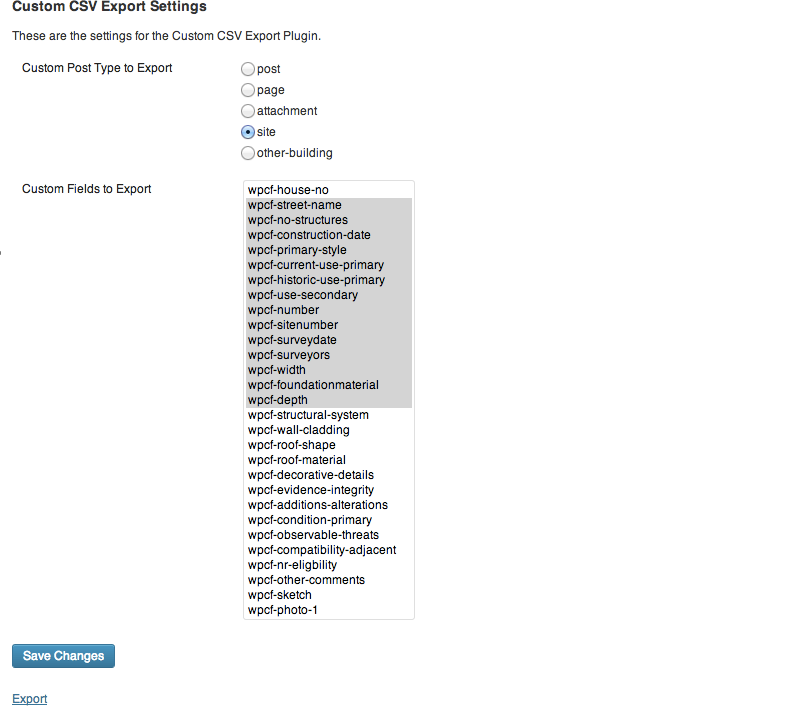 Custom CSV Export Settings
These are the settings for the Custom CSV Export Plugin.
Custom Post Type to Export
post
page
attachment
site
other-building
Custom Fields to Export
wpcf-house-no
wpcf-street-name
wpcf-no-structures
wpcf-construction-date
wpcf-primary-style
wpcf-current-use-primary
wpcf-historic-use-primary
wpcf-use-secondary
wpcf-number
wpcf-sitenumber
wpcf-surveydate
wpcf-surveyors
wpcf-width
wpcf-foundationmaterial
wpcf-depth
wpcf-structural-system
wpcf-wall-cladding
wpcf-roof-shape
wpcf-roof-material
wpcf-decorative-details
wpcf-evidence-integrity
wpcf-additions-alterations
wpcf-condition-primary
wpcf-observable-threats
wpcf-compatibility-adjacent
wpcf-nr-eligbility
wpcf-other-comments
wpcf-sketch
wpcf-photo-1
Save Changes
Export